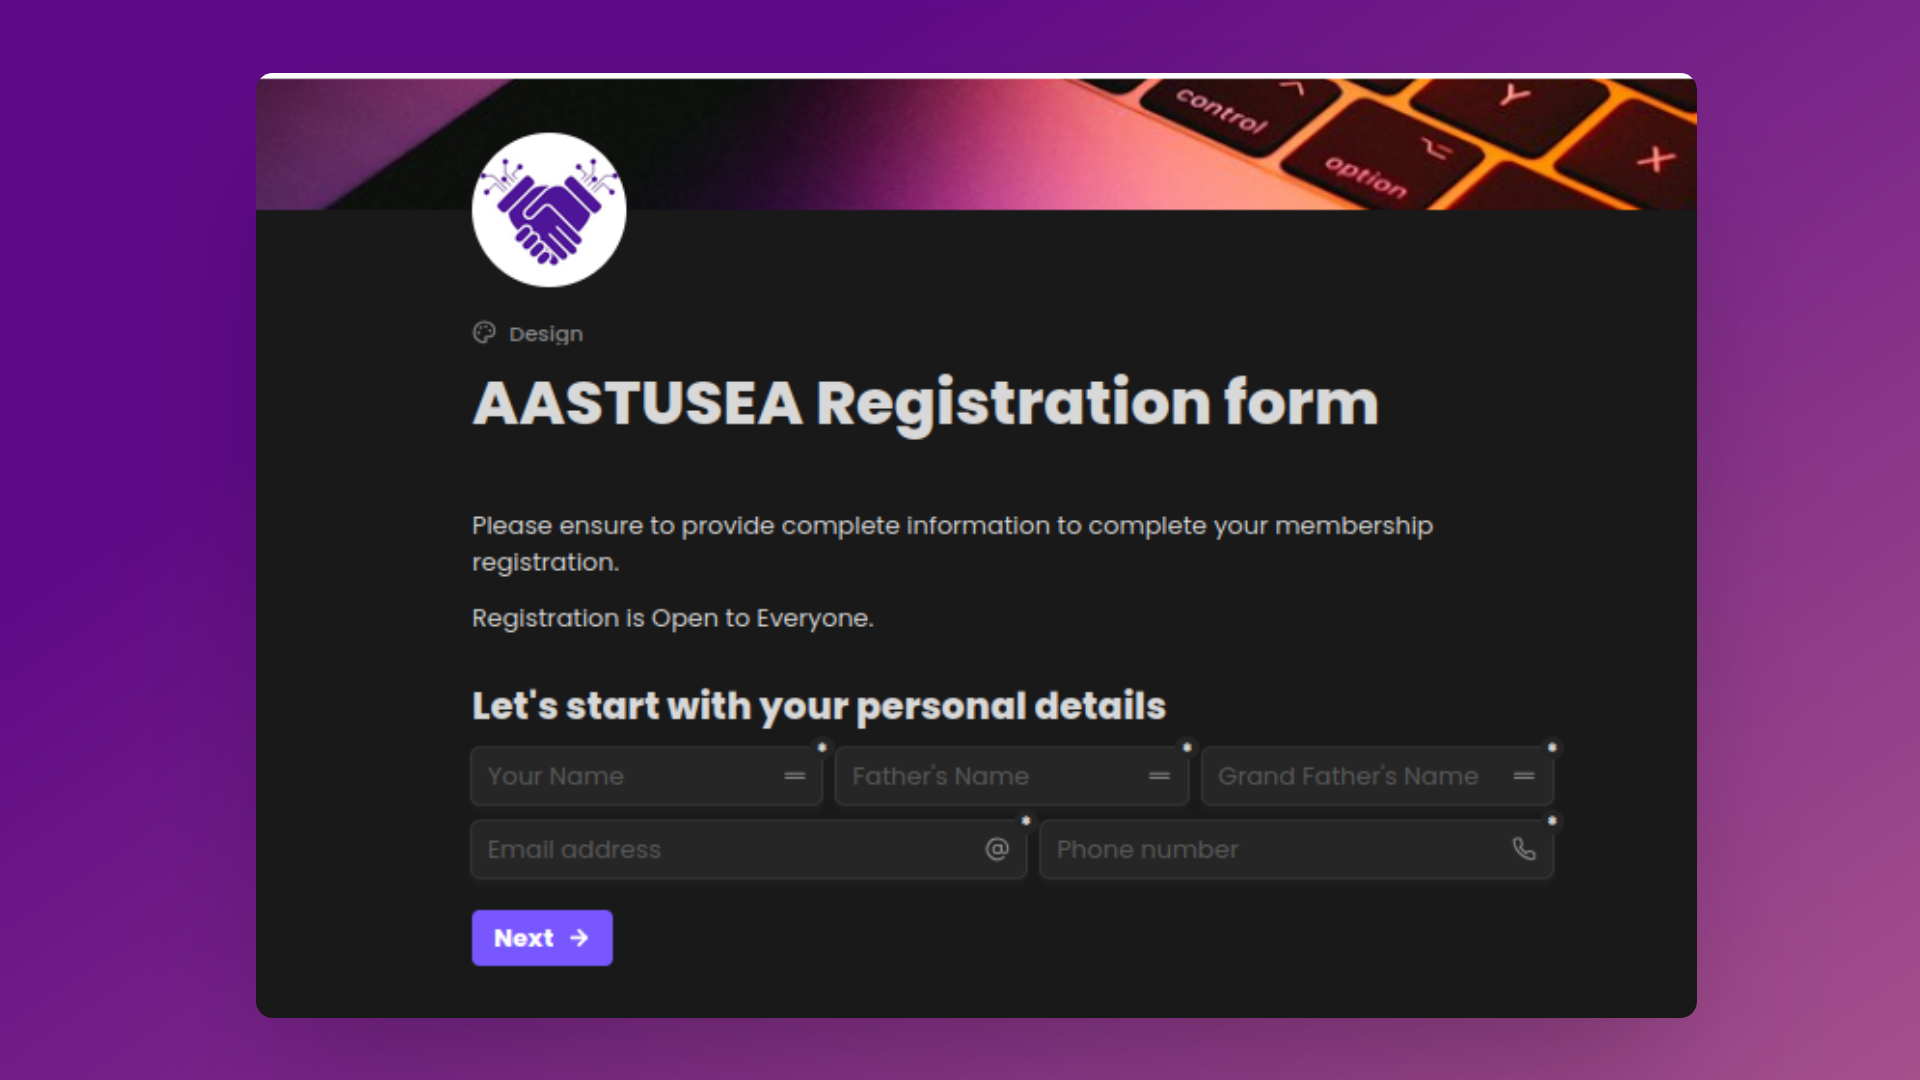 control
option
Y
X
Design
AASTUSEA Registration form
Please ensure to provide complete information to complete your membership
registration.
Registration is Open to Everyone.
Let's start with your personal details
Your Name * Father's Name * Grand Father's Name *
Email address @ * Phone number *
Next →